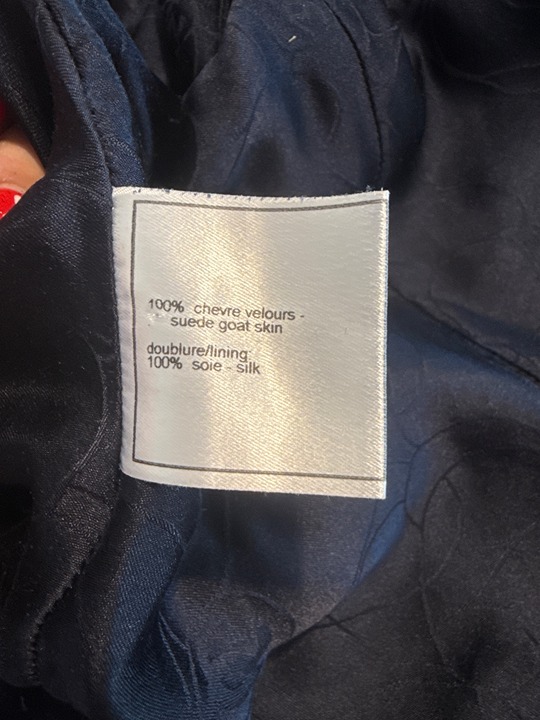 100% chevre velours -
suede goat skin
doublure/lining:
100% soie - silk